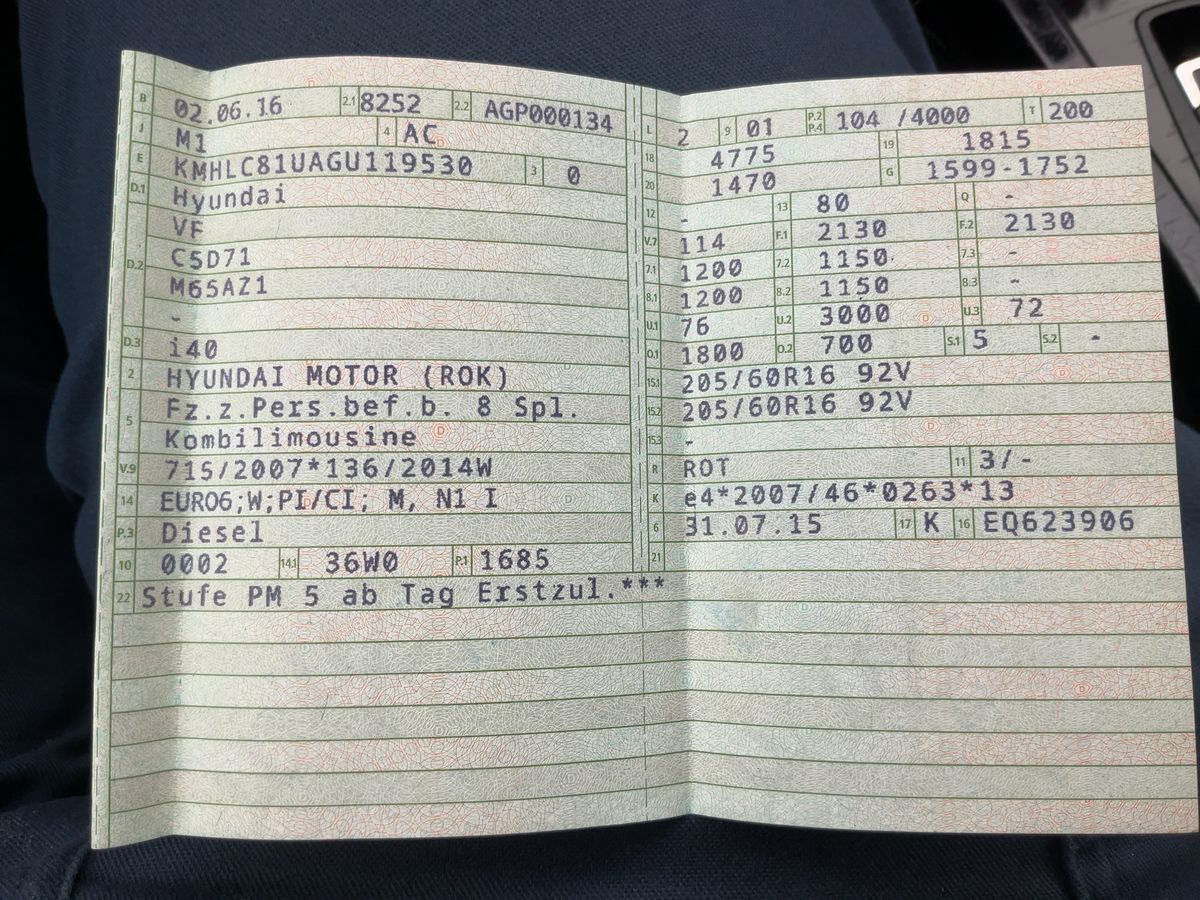 B 02.06.16 2.1 8252 2.2 AGP000134
J M1 4 AC
E KMHLC81UAGU119530 3 0
D.1 Hyundai
VF
D.2 C5D71
M65AZ1
-
D.3 i40
2 HYUNDAI MOTOR (ROK)
5 Fz.z.Pers.bef.b. 8 Spl.
Kombilimousine
V.9 715/2007*136/2014W
14 EURO6;W;PI/CI; M, N1 I
P.3 Diesel
10 0002 14.1 36W0 P.1 1685
22 Stufe PM 5 ab Tag Erstzul.***
L 2 9 01 P.2 P.4 104 /4000 T 200
18 4775 19 1815
20 1470 G 1599-1752
12 - 13 80 Q -
V.7 114 F.1 2130 F.2 2130
7.1 1200 7.2 1150 7.3 -
8.1 1200 8.2 1150 8.3 -
U.1 76 U.2 3000 U.3 72
O.1 1800 O.2 700 S.1 5 S.2 -
15.1 205/60R16 92V
15.2 205/60R16 92V
15.3 -
R ROT 11 3/-
K e4*2007/46*0263*13
6 31.07.15 17 K 16 EQ623906
21